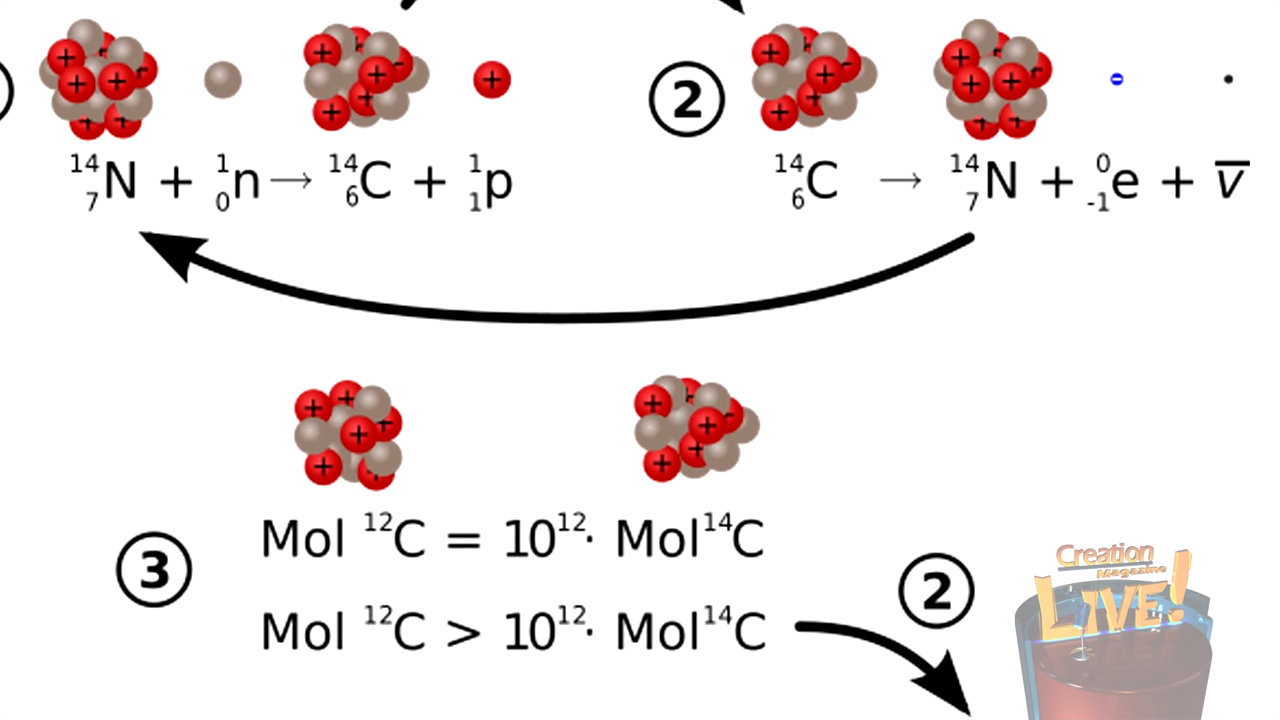 ¹⁴₇N + ¹₀n → ¹⁴₆C + ¹₁p
②
¹⁴₆C → ¹⁴₇N + ⁰₋₁e + v̅
③
Mol ¹²C = 10¹²· Mol¹⁴C
Mol ¹²C > 10¹²· Mol¹⁴C
②
Creation
Magazine
LIVE!